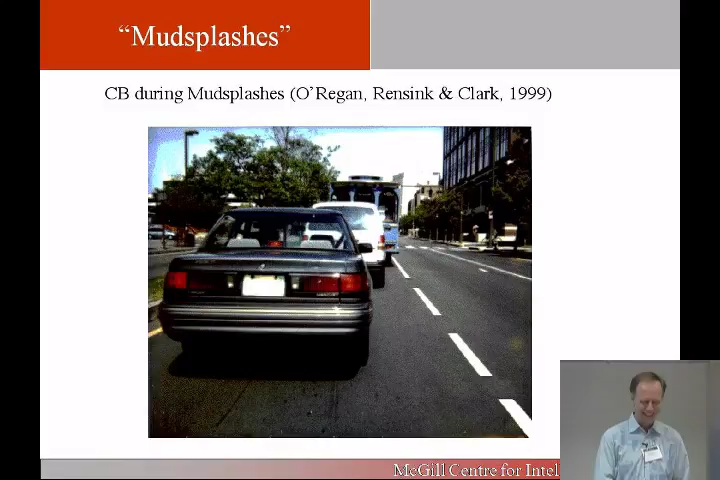 “Mudsplashes”
CB during Mudsplashes (O’Regan, Rensink & Clark, 1999)
McGill Centre for Intel